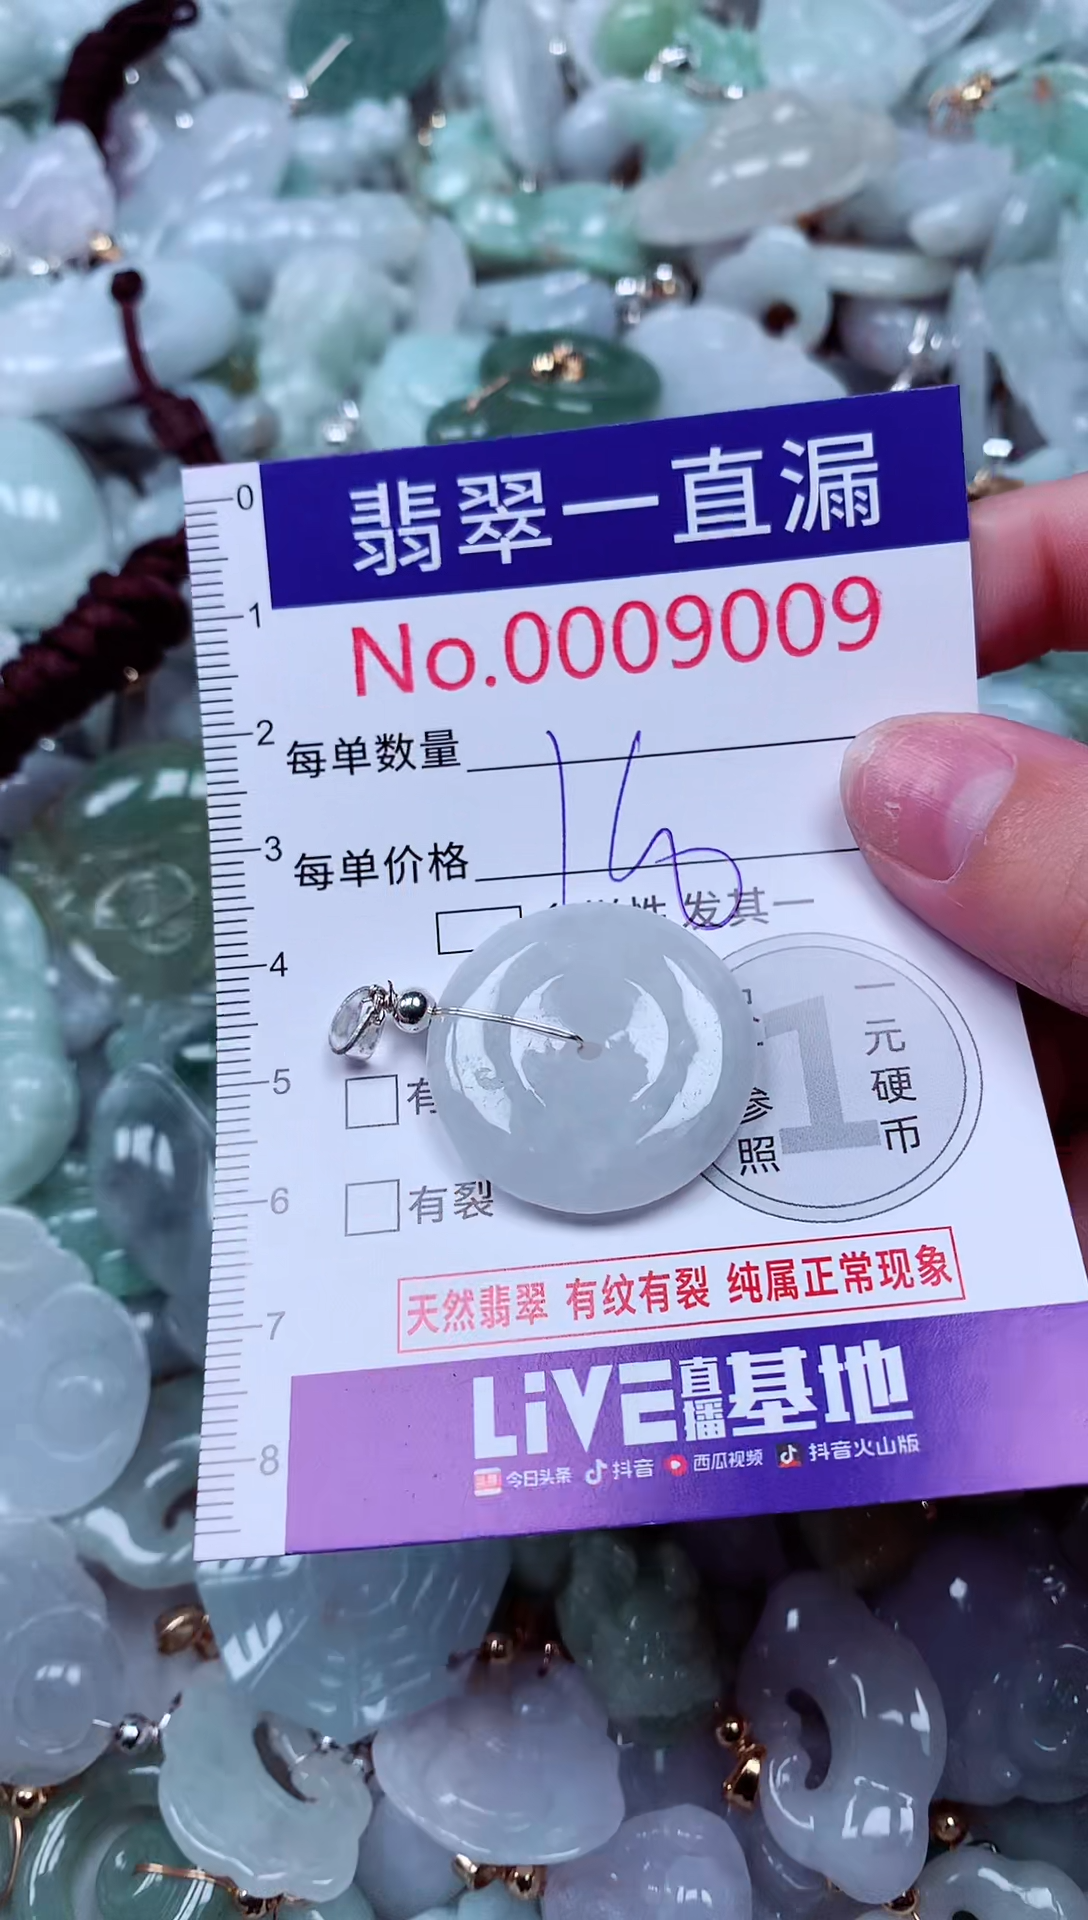 翡翠一直漏
0
1
No.0009009
2
每单数量
3
每单价格
发其一
4
一元硬币
1
参照
5
有
6
有裂
天然翡翠 有纹有裂 纯属正常现象
7
LiVE直播基地
8
今日头条 抖音 西瓜视频 抖音火山版